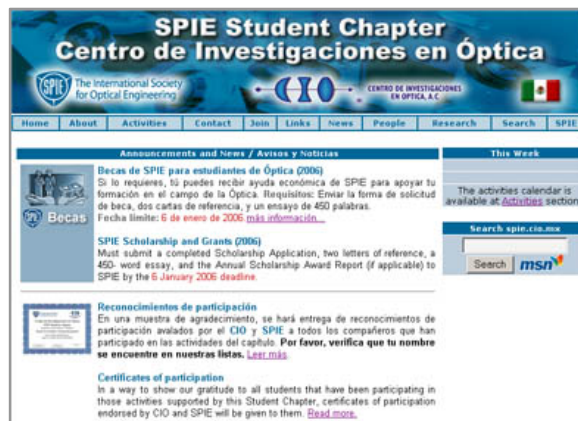 SPIE Student Chapter
Centro de Investigaciones en Óptica
SPIE
The International Society
for Optical Engineering
CIO
CENTRO DE INVESTIGACIONES
EN OPTICA, A.C.
Home About Activities Contact Join Links News People Research Search SPIE
Announcements and News / Avisos y Noticias
Becas de SPIE para estudiantes de Óptica (2006)
Si lo requieres, tú puedes recibir ayuda económica de SPIE para apoyar tu
formación en el campo de la Óptica. Requisitos: Enviar la forma de solicitud
de beca, dos cartas de referencia, y un ensayo de 450 palabras.
Fecha límite: 6 de enero de 2006 más información...
SPIE Becas
SPIE Scholarship and Grants (2006)
Must submit a completed Scholarship Application, two letters of reference, a
450- word essay, and the Annual Scholarship Award Report (if applicable) to
SPIE by the 6 January 2006 deadline.
Reconocimientos de participación
En una muestra de agradecimiento, se hará entrega de reconocimientos de
participación avalados por el CIO y SPIE a todos los compañeros que han
participado en las actividades del capítulo. Por favor, verifica que tu nombre
se encuentre en nuestras listas. Leer más.
Certificates of participation
In a way to show our gratitude to all students that have been participating in
those activities supported by this Student Chapter, certificates of participation
endorsed by CIO and SPIE will be given to them. Read more.
This Week
The activities calendar is
available at Activities section
Search spie.cio.mx
Search msn